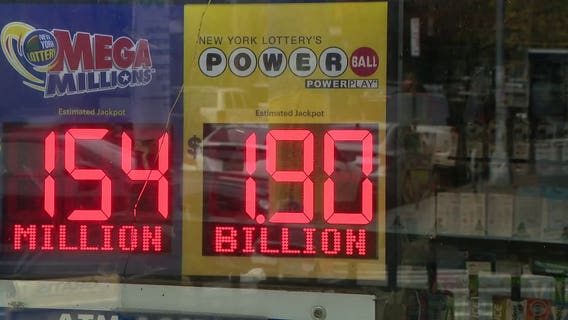 NEW YORK LOTTERY
MEGA
MILLIONS
Estimated Jackpot
154
MILLION
NEW YORK LOTTERY'S
POWERBALL
POWERPLAY
Estimated Jackpot
$
1.90
BILLION
ATM